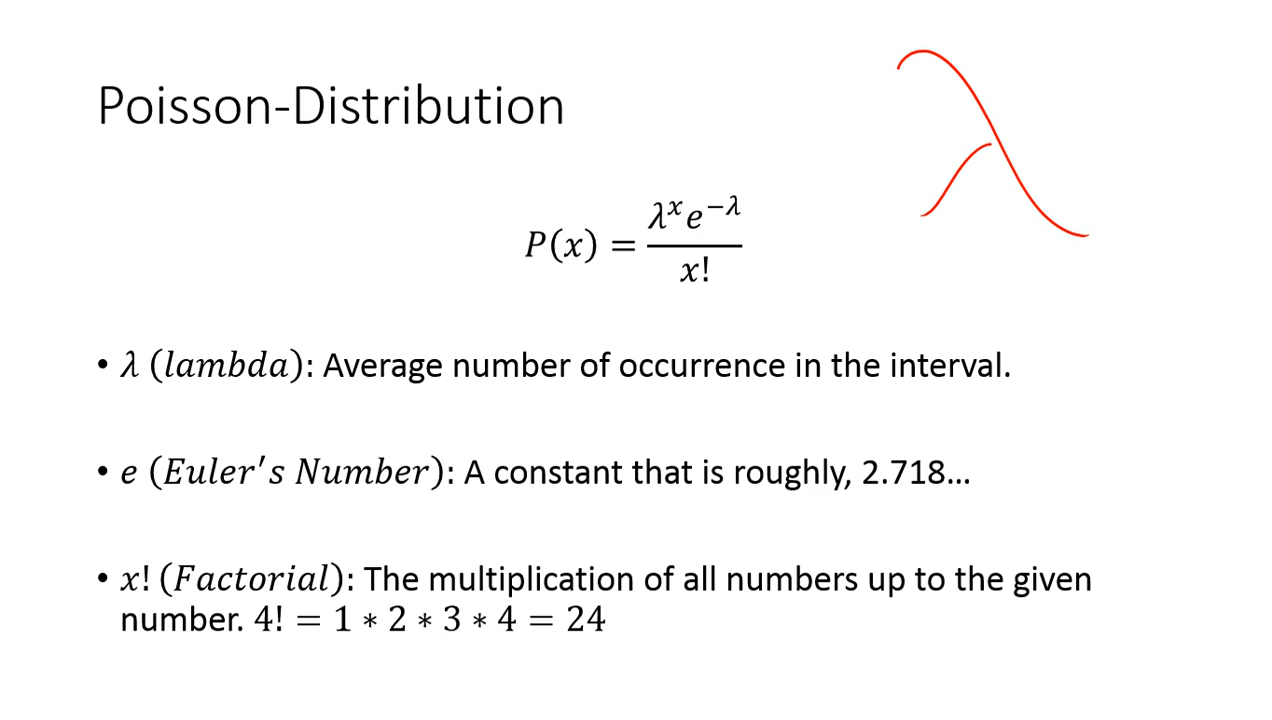 Poisson-Distribution
λ
P(x) = λˣe⁻λ / x!
• λ (lambda): Average number of occurrence in the interval.
• e (Euler's Number): A constant that is roughly, 2.718...
• x! (Factorial): The multiplication of all numbers up to the given
number. 4! = 1 ∗ 2 ∗ 3 ∗ 4 = 24